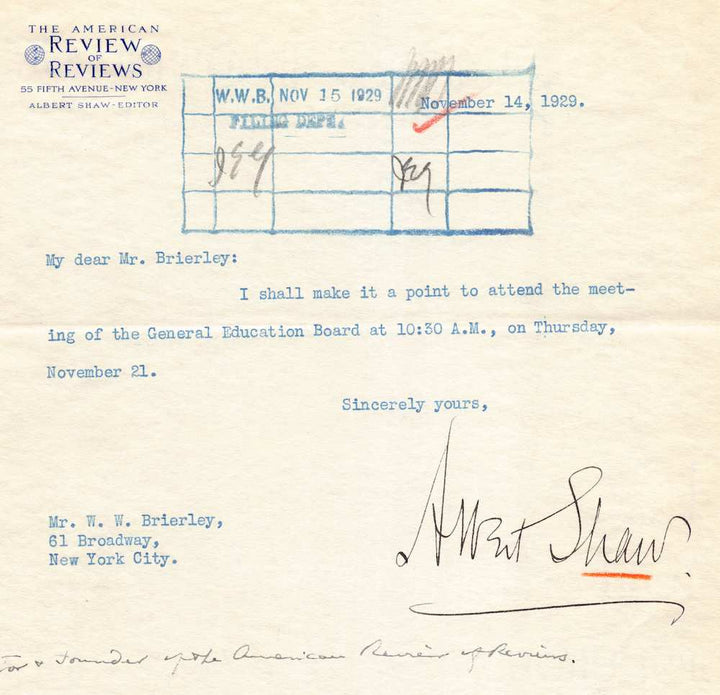 THE AMERICAN
REVIEW
OF
REVIEWS
55 FIFTH AVENUE-NEW YORK
ALBERT SHAW-EDITOR
W.W.B. NOV 15 1929
FILING DEPT.
November 14, 1929.
My dear Mr. Brierley:
I shall make it a point to attend the meet-
ing of the General Education Board at 10:30 A.M., on Thursday,
November 21.
Sincerely yours,
Albert Shaw.
Mr. W. W. Brierley,
61 Broadway,
New York City.
tor & Founder of the American Review of Reviews.